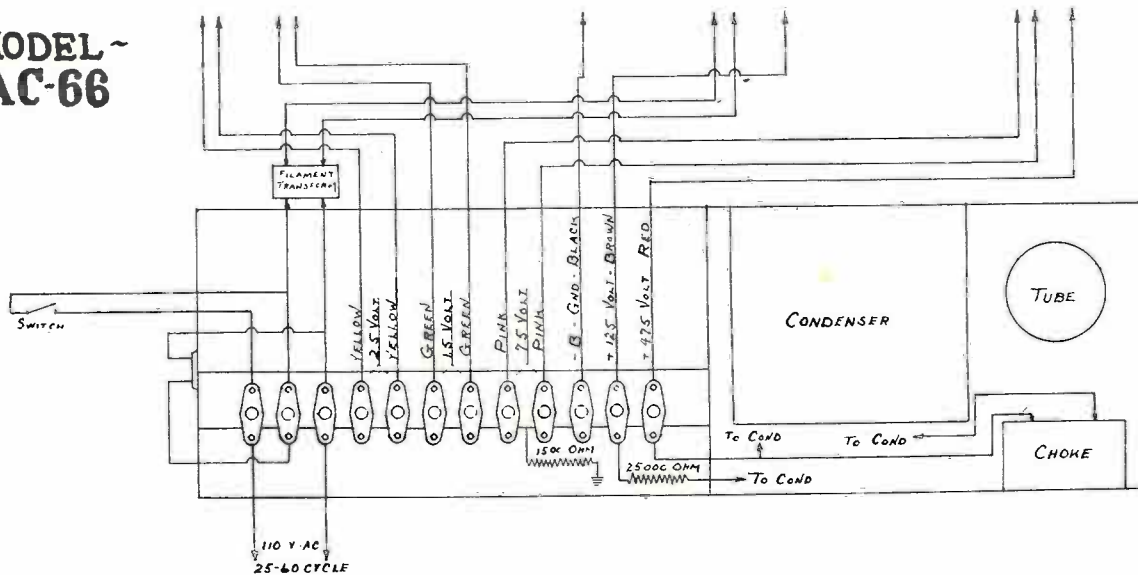 MODEL ~
AC-66
FILAMENT
TRANSFORM
SWITCH
YELLOW
2.5 VOLT
YELLOW
GREEN
1.5 VOLT
GREEN
PINK
7.5 VOLT
PINK
- B - GND - BLACK
+ 125 VOLT - BROWN
+ 475 VOLT RED
CONDENSER
TUBE
1500 OHM
25000 OHM
TO COND
TO COND
TO COND
CHOKE
110 V. AC
25-60 CYCLE